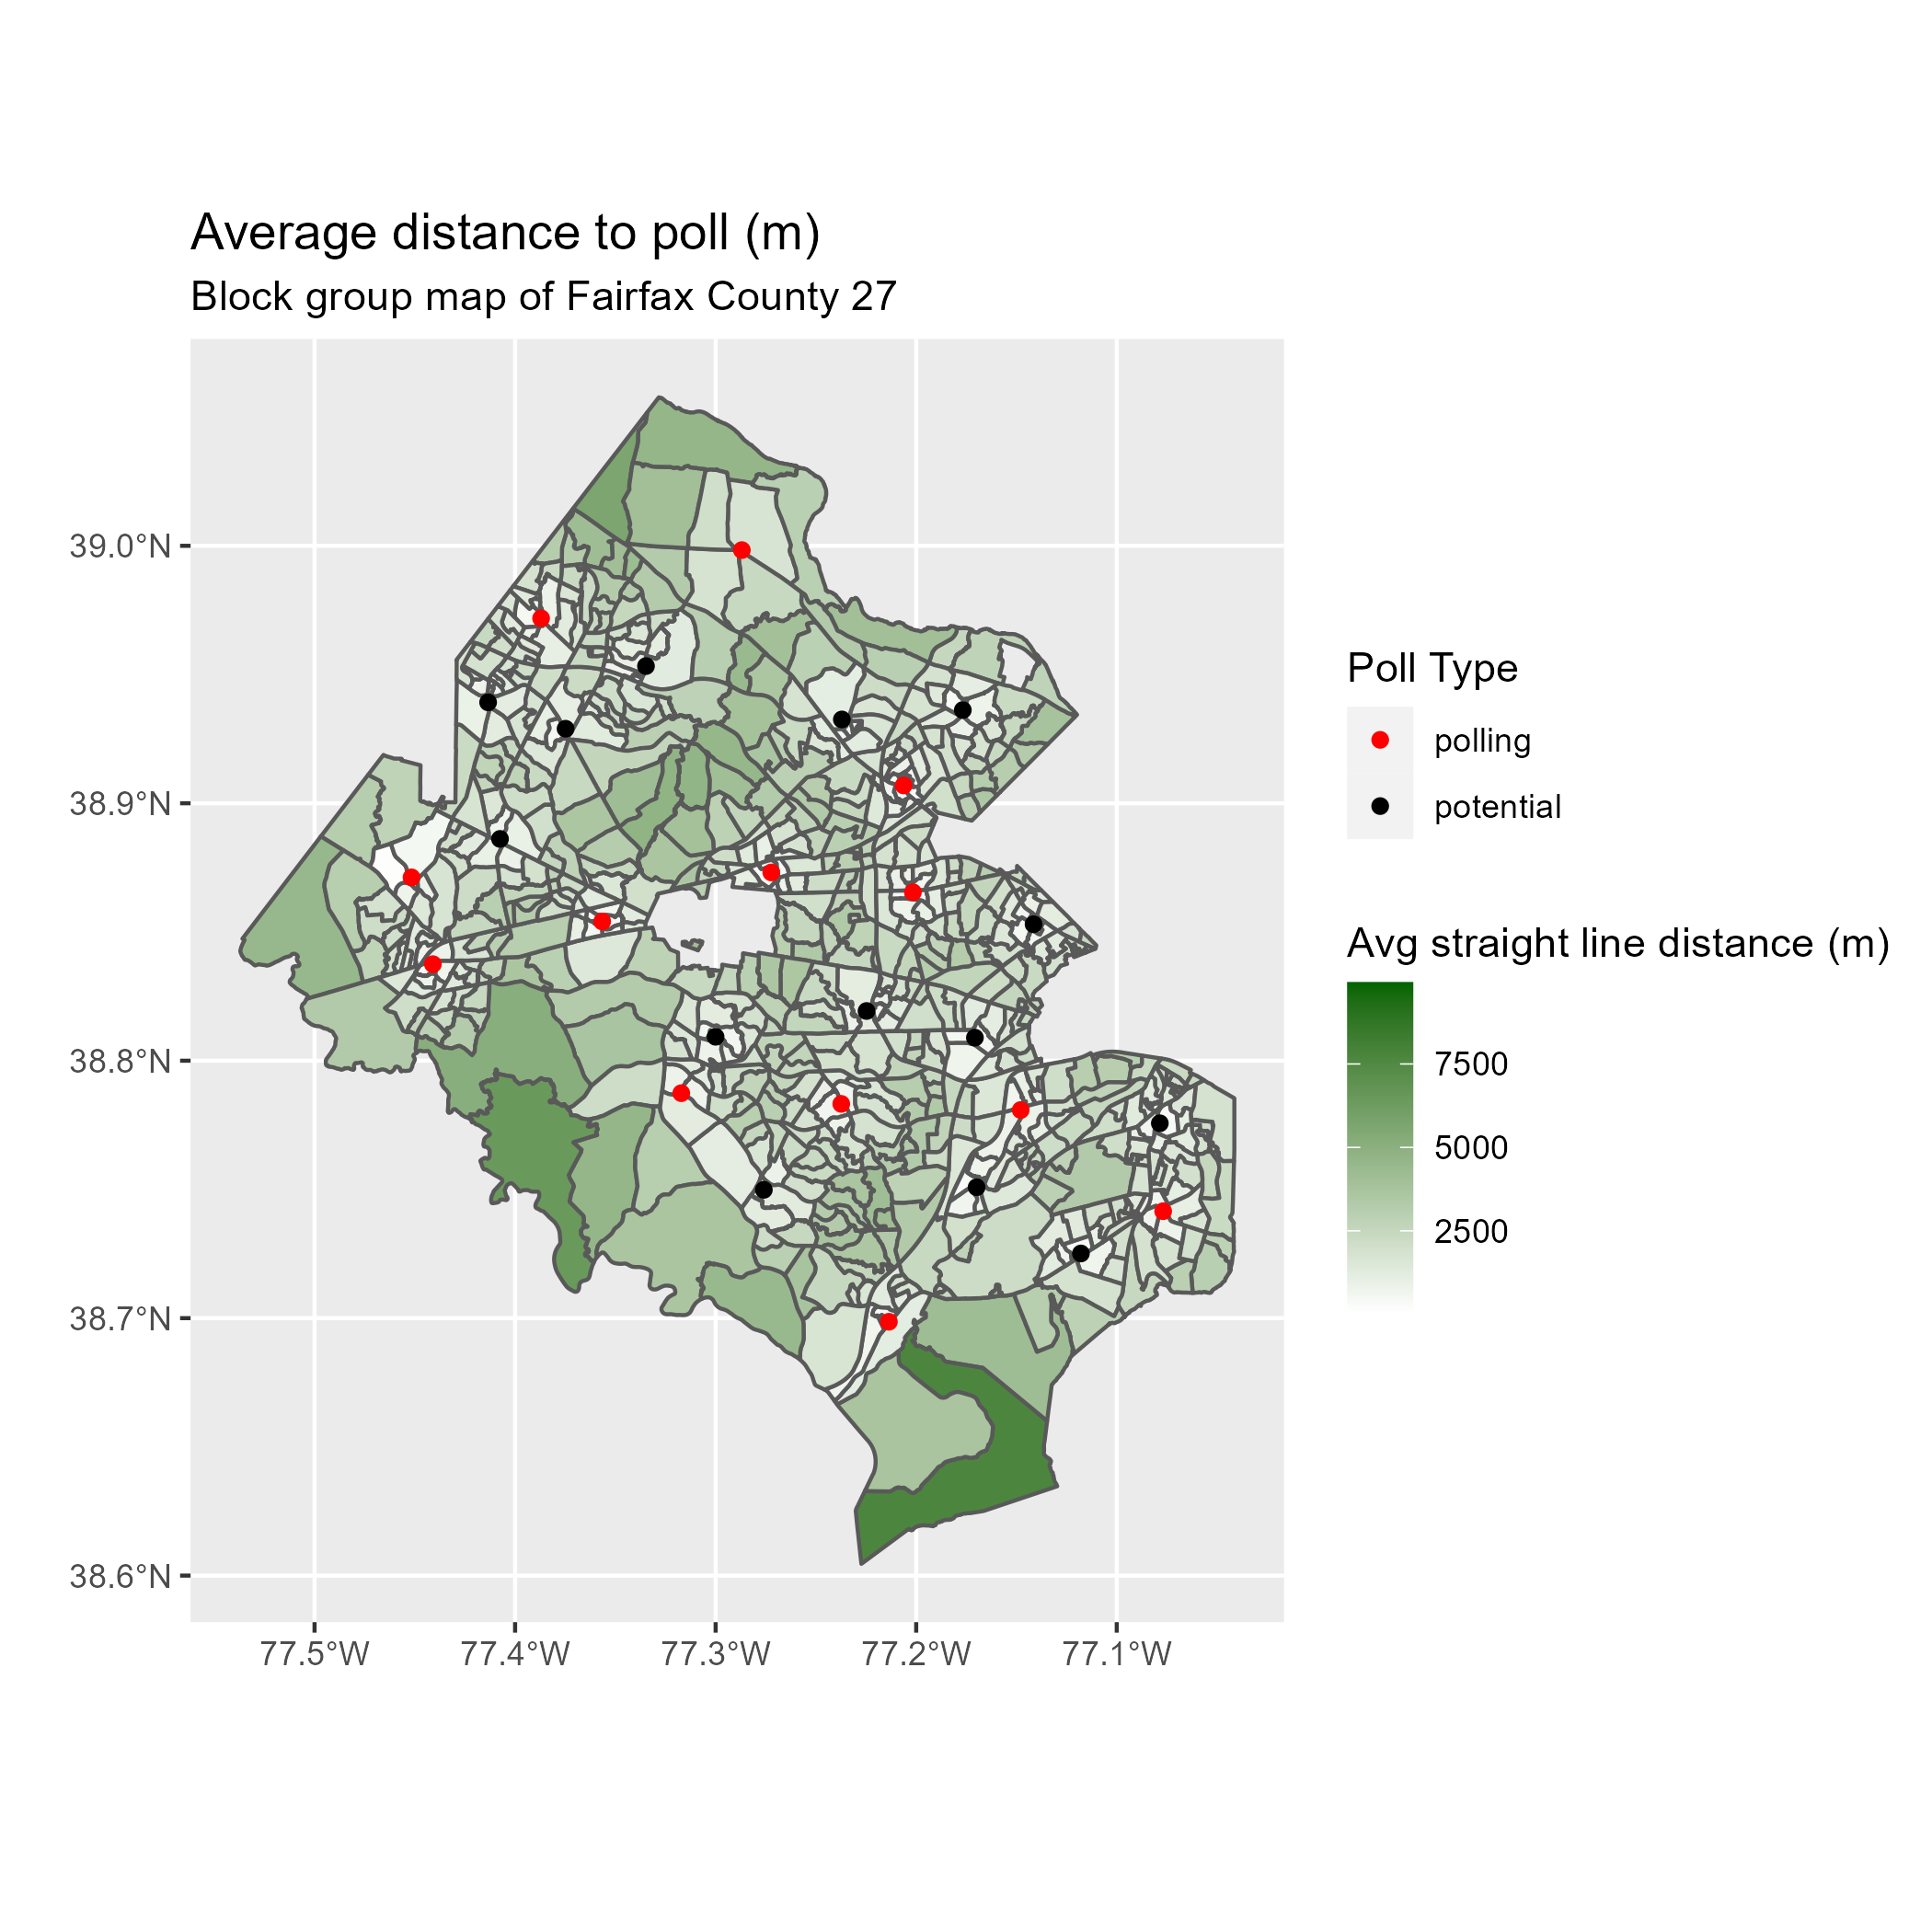 Average distance to poll (m)
Block group map of Fairfax County 27
39.0°N
38.9°N
38.8°N
38.7°N
38.6°N
77.5°W
77.4°W
77.3°W
77.2°W
77.1°W
Poll Type
polling
potential
Avg straight line distance (m)
7500
5000
2500